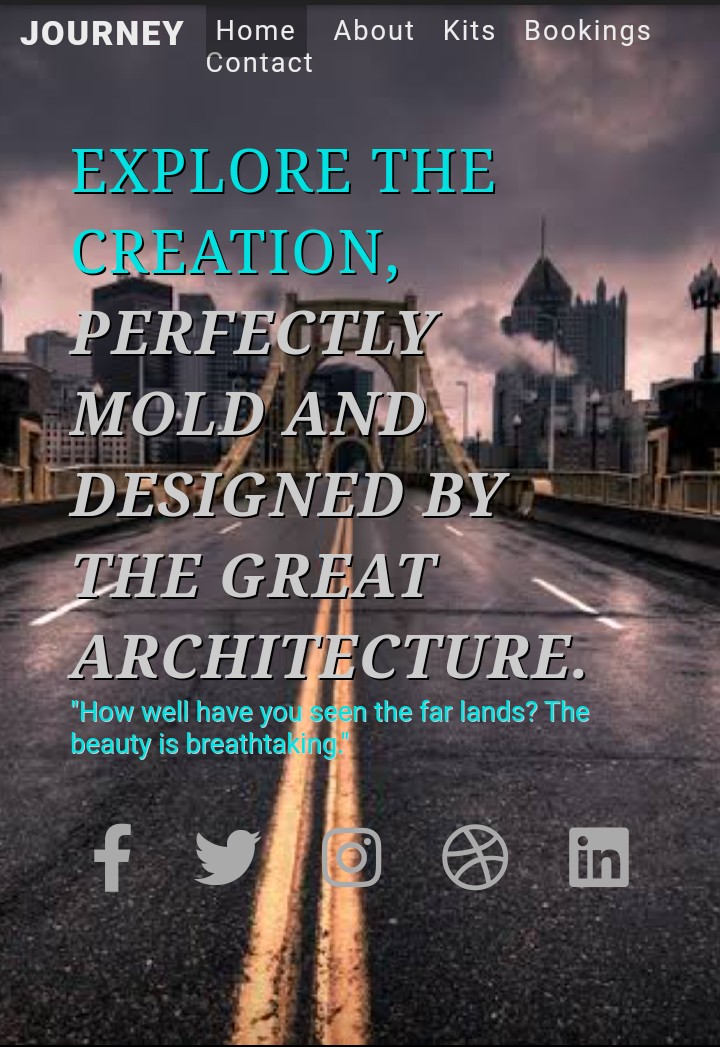 JOURNEY Home About Kits Bookings
Contact
EXPLORE THE
CREATION,
PERFECTLY
MOLD AND
DESIGNED BY
THE GREAT
ARCHITECTURE.
"How well have you seen the far lands? The
beauty is breathtaking."